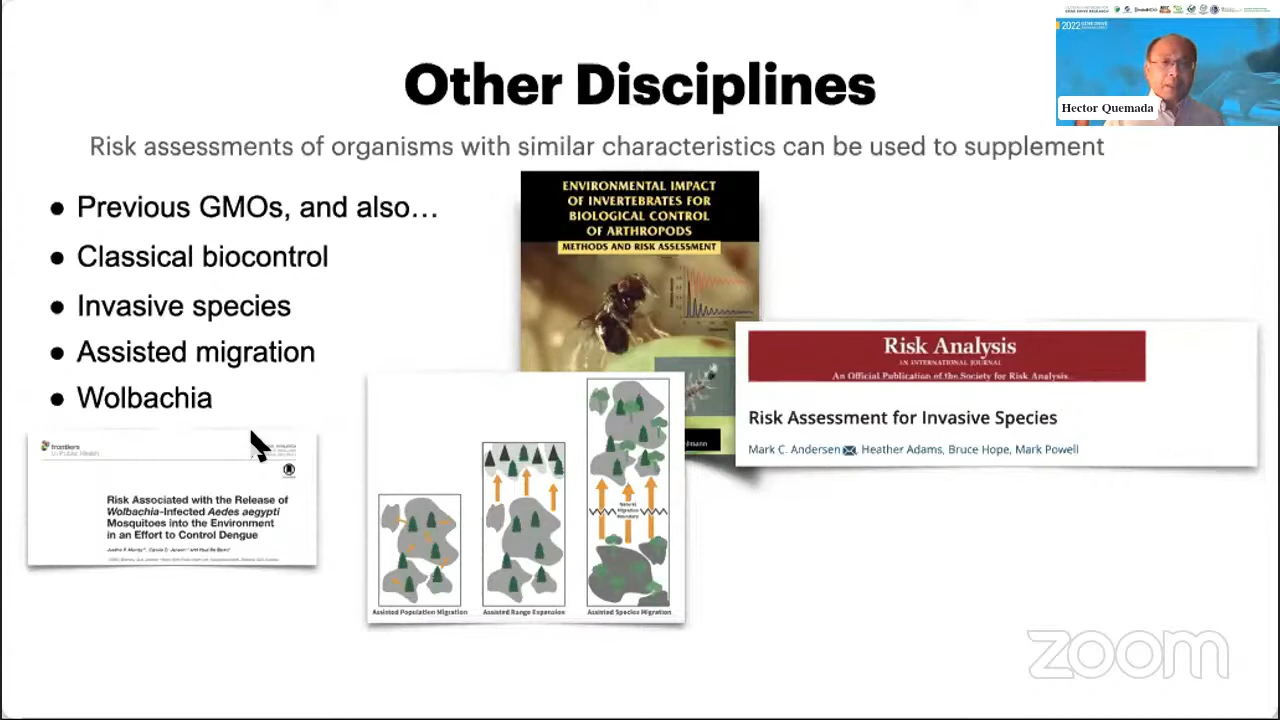 2022 GENE DRIVE
Hector Quemada
Other Disciplines
Risk assessments of organisms with similar characteristics can be used to supplement
• Previous GMOs, and also…
• Classical biocontrol
• Invasive species
• Assisted migration
• Wolbachia
ENVIRONMENTAL IMPACT
OF INVERTEBRATES FOR
BIOLOGICAL CONTROL
OF ARTHROPODS
METHODS AND RISK ASSESSMENT
Risk Analysis
AN INTERNATIONAL JOURNAL
An Official Publication of the Society for Risk Analysis
Risk Assessment for Invasive Species
Mark C. Andersen, Heather Adams, Bruce Hope, Mark Powell
frontiers
in Public Health
Risk Associated with the Release of
Wolbachia-Infected Aedes aegypti
Mosquitoes into the Environment
in an Effort to Control Dengue
Migration
Assisted Population Migration
Assisted Range Expansion
Assisted Species Migration
zoom